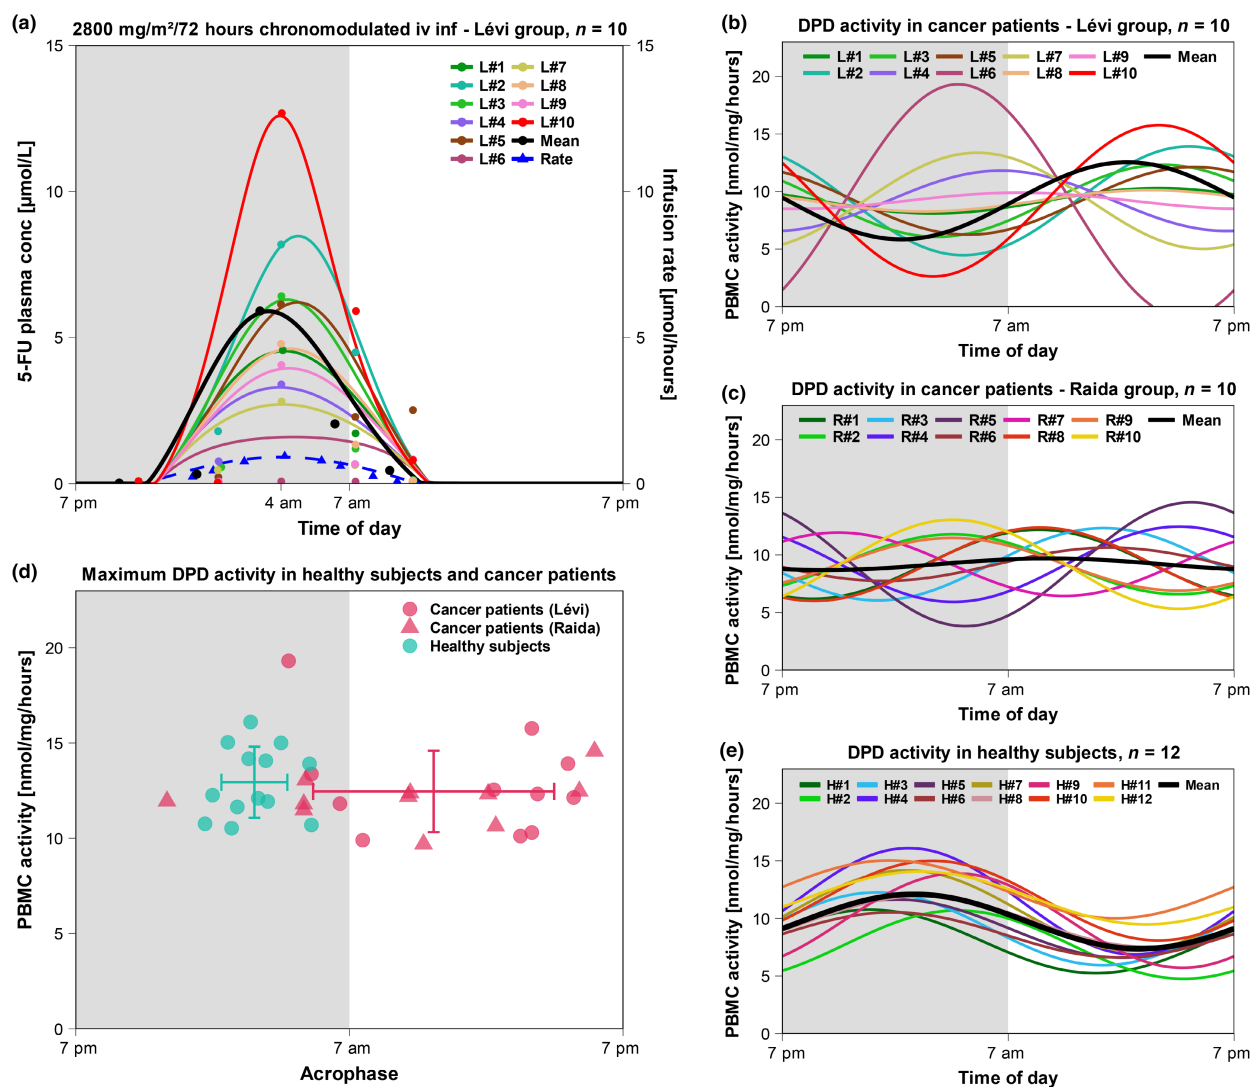 (a)
2800 mg/m²/72 hours chronomodulated iv inf - Lévi group, n = 10
15
10
5
0
5-FU plasma conc [µmol/L]
L#1
L#2
L#3
L#4
L#5
L#6
L#7
L#8
L#9
L#10
Mean
Rate
15
10
5
0
Infusion rate [µmol/hours]
7 pm
4 am
7 am
7 pm
Time of day
(b)
DPD activity in cancer patients - Lévi group, n = 10
L#1
L#3
L#5
L#7
L#9
Mean
L#2
L#4
L#6
L#8
L#10
20
15
10
5
0
PBMC activity [nmol/mg/hours]
7 pm
7 am
7 pm
Time of day
(c)
DPD activity in cancer patients - Raida group, n = 10
R#1
R#3
R#5
R#7
R#9
Mean
R#2
R#4
R#6
R#8
R#10
20
15
10
5
0
PBMC activity [nmol/mg/hours]
7 pm
7 am
7 pm
Time of day
(d)
Maximum DPD activity in healthy subjects and cancer patients
Cancer patients (Lévi)
Cancer patients (Raida)
Healthy subjects
20
15
10
5
0
PBMC activity [nmol/mg/hours]
7 pm
7 am
7 pm
Acrophase
(e)
DPD activity in healthy subjects, n = 12
H#1
H#3
H#5
H#7
H#9
H#11
Mean
H#2
H#4
H#6
H#8
H#10
H#12
20
15
10
5
0
PBMC activity [nmol/mg/hours]
7 pm
7 am
7 pm
Time of day